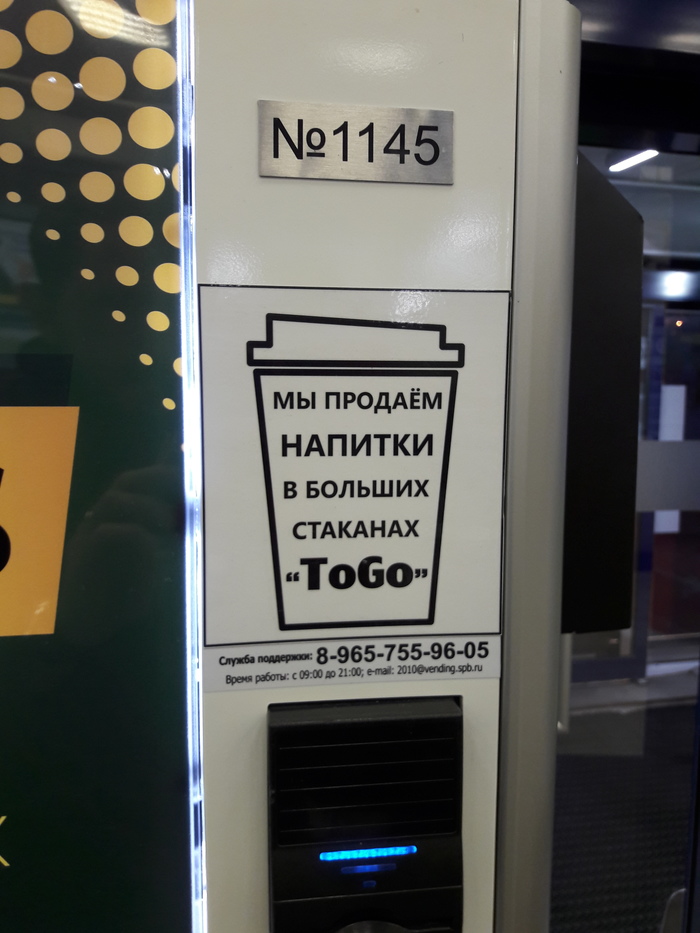 №1145
МЫ ПРОДАЁМ
НАПИТКИ
В БОЛЬШИХ
СТАКАНАХ
“ToGo”
Служба поддержки: 8-965-755-96-05
Время работы: с 09:00 до 21:00; e-mail: 2010@vending.spb.ru